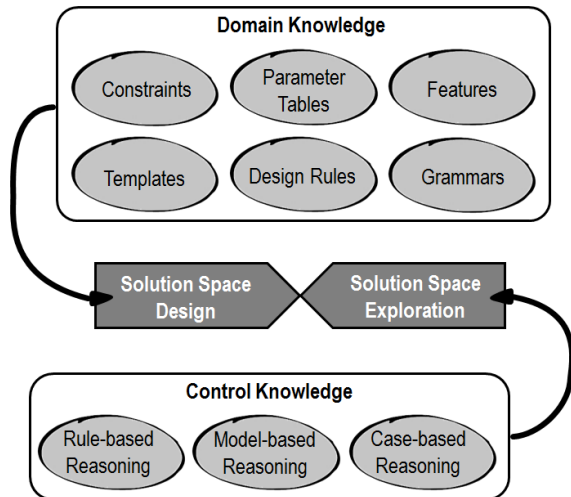 Domain Knowledge
Constraints
Parameter
Tables
Features
Templates
Design Rules
Grammars
Solution Space
Design
Solution Space
Exploration
Control Knowledge
Rule-based
Reasoning
Model-based
Reasoning
Case-based
Reasoning